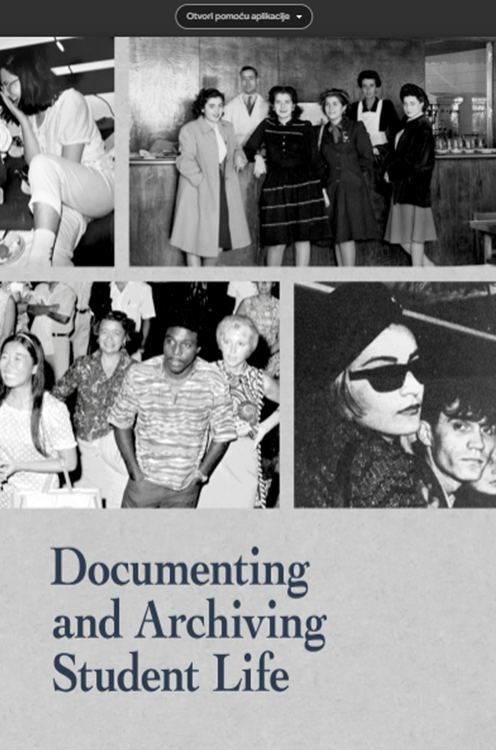 Otvori pomoću aplikacije
Documenting
and Archiving
Student Life